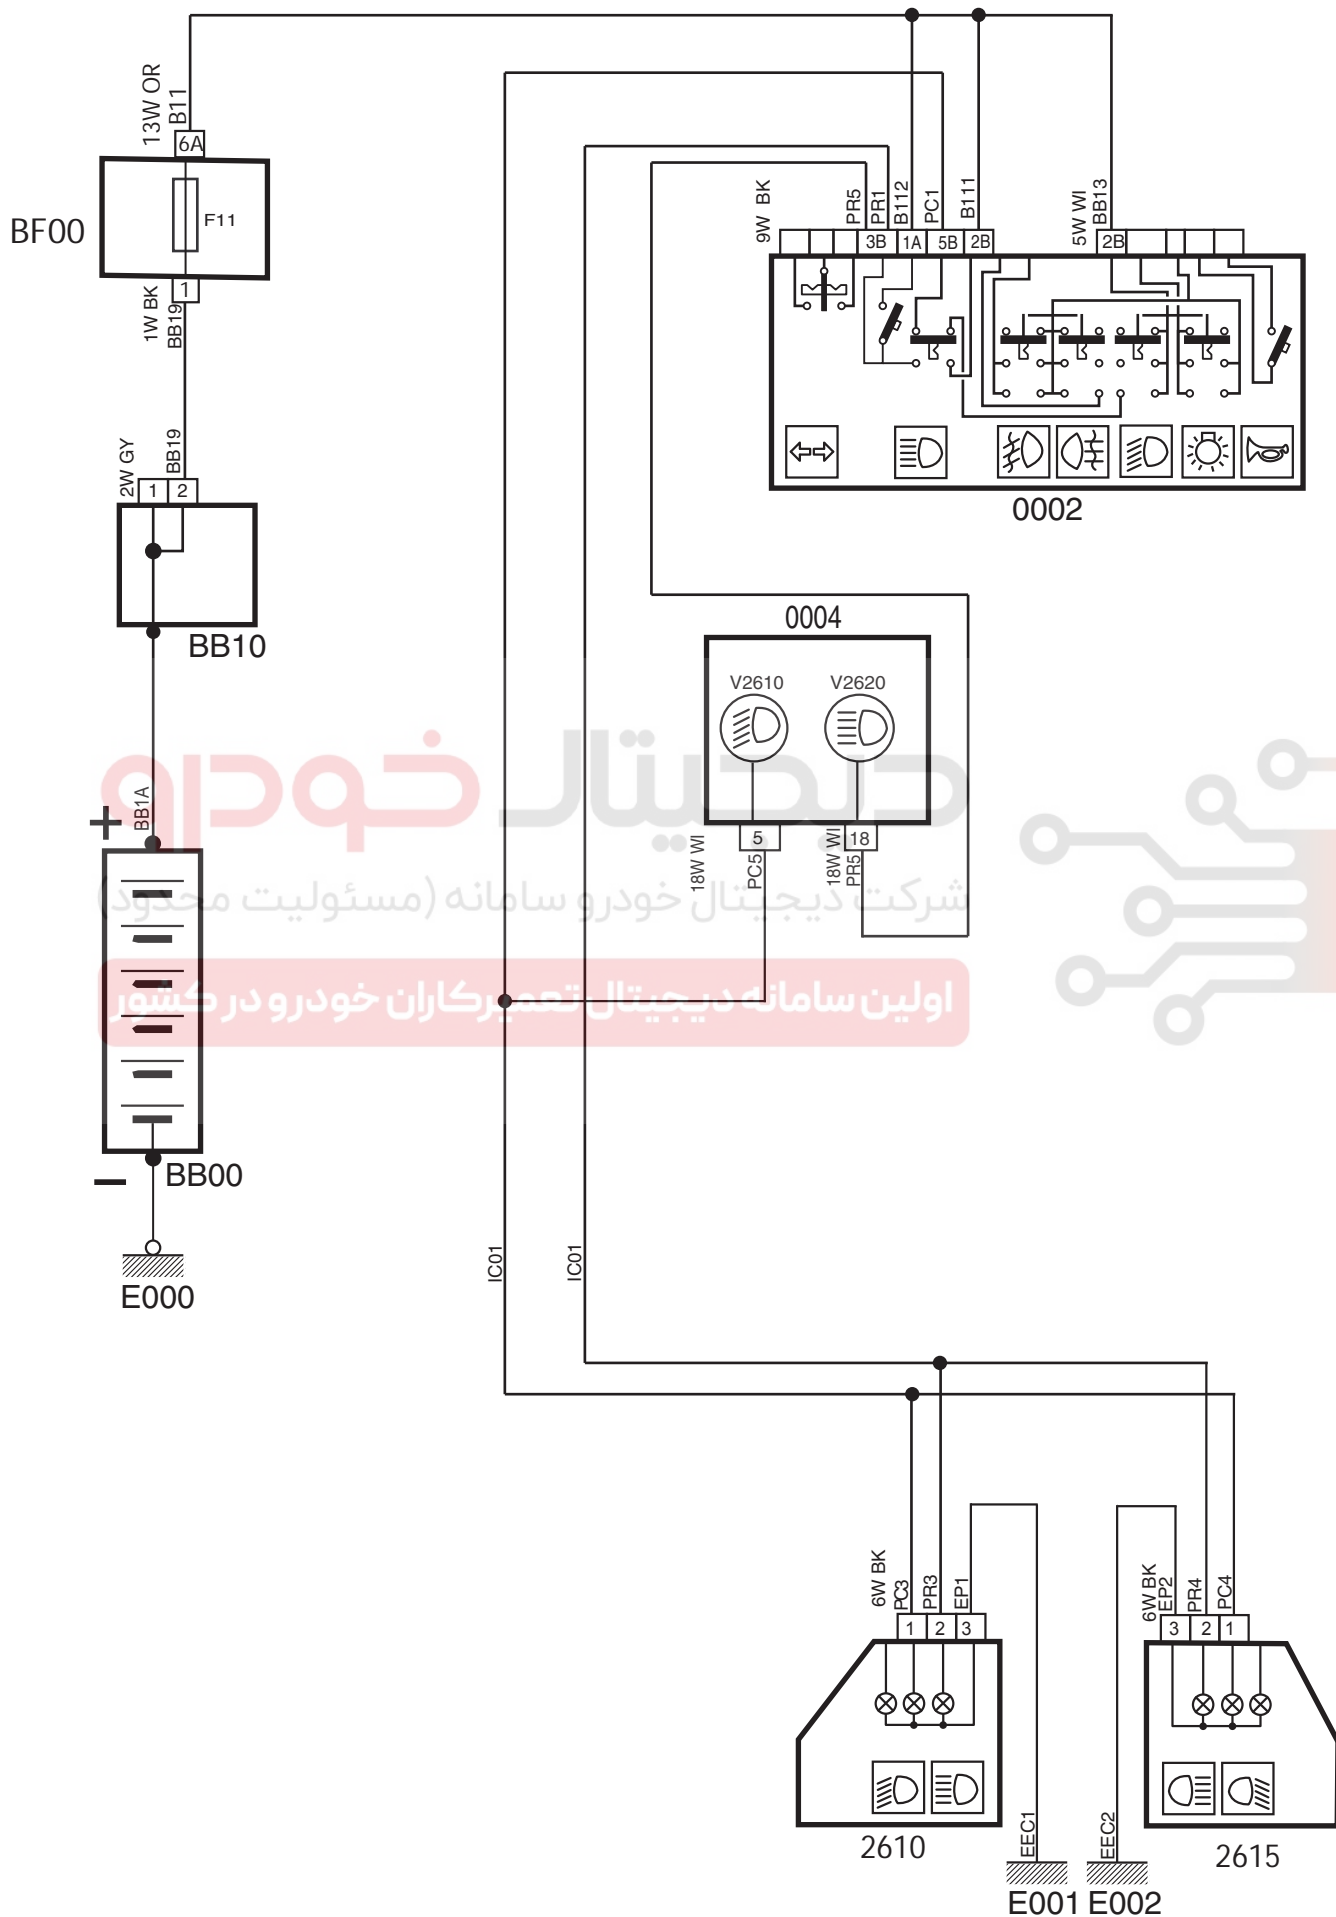 13W OR
B11
6A
BF00
F11
1
1W BK
BB19
2W GY
BB19
1 2
BB10
BB1A
+
−
BB00
E000
9W BK
PR5
PR1
B112
PC1
B111
5W WI
BB13
3B 1A 5B 2B 2B
0002
0004
V2610 V2620
5 18
18W WI
PC5
18W WI
PR5
دیجیتال خودرو
شرکت دیجیتال خودرو سامانه (مسئولیت محدود)
اولین سامانه دیجیتال تعمیرکاران خودرو در کشور
IC01
IC01
6W BK
PC3
PR3
EP1
1 2 3
6W BK
EP2
PR4
PC4
3 2 1
2610
EEC1
EEC2
2615
E001 E002